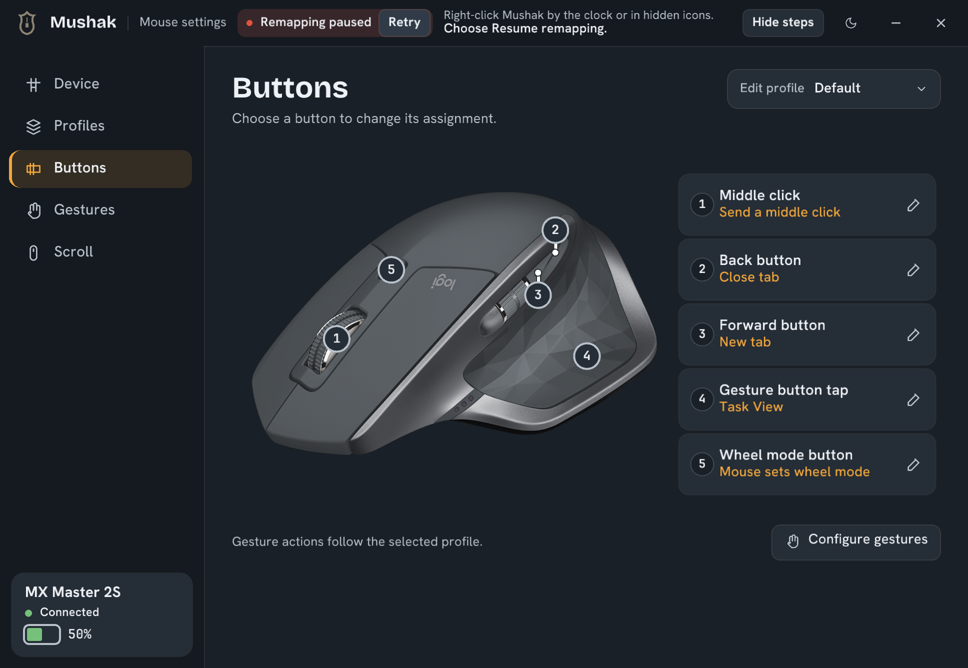 Mushak
Mouse settings
Remapping paused
Retry
Right-click Mushak by the clock or in hidden icons.
Choose Resume remapping.
Hide steps
Device
Profiles
Buttons
Gestures
Scroll
Buttons
Choose a button to change its assignment.
Edit profile Default
logi
1
2
3
4
5
1 Middle click
Send a middle click
2 Back button
Close tab
3 Forward button
New tab
4 Gesture button tap
Task View
5 Wheel mode button
Mouse sets wheel mode
Gesture actions follow the selected profile.
Configure gestures
MX Master 2S
Connected
50%